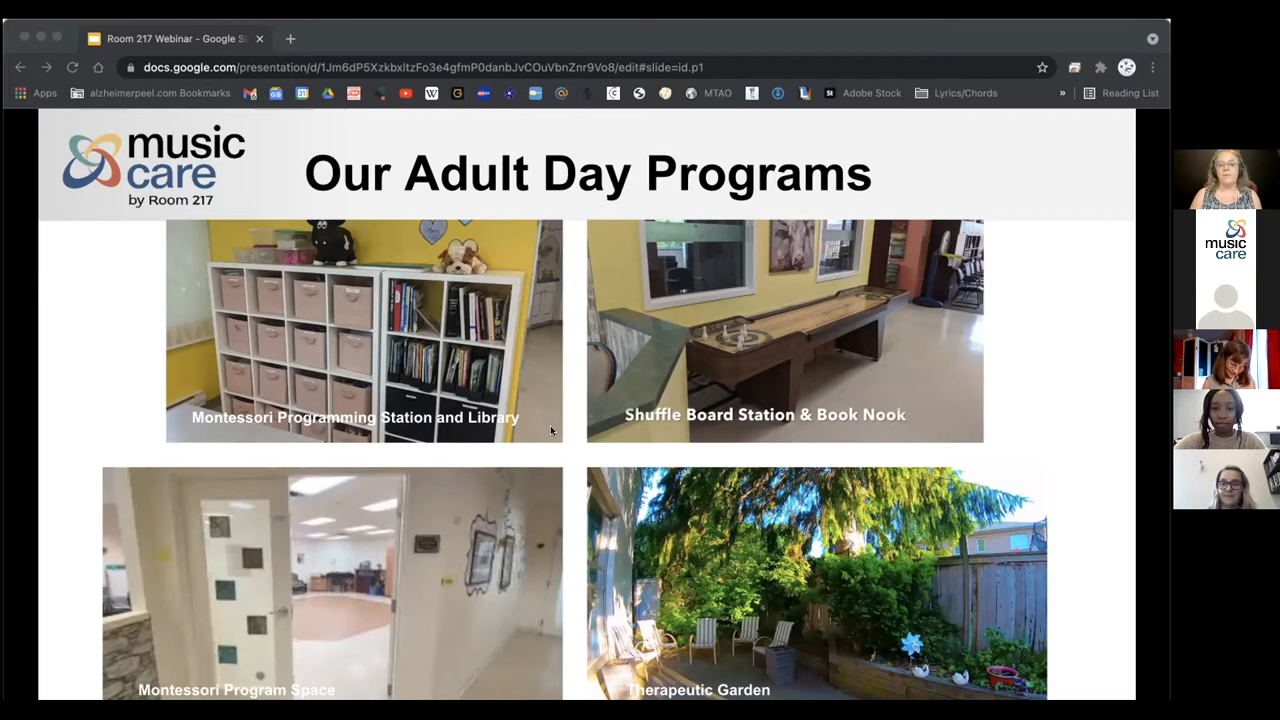 Room 217 Webinar - Google Sl
docs.google.com/presentation/d/1Jm6dP5XzkbxltzFo3e4gfmP0danbJvCOuVbnZnr9Vo8/edit#slide=id.p1
Apps
alzheimerpeel.com Bookmarks
MTAO
Adobe Stock
Lyrics/Chords
»
Reading List
music
care
by Room 217
Our Adult Day Programs
Montessori Programming Station and Library
Shuffle Board Station & Book Nook
Montessori Program Space
Therapeutic Garden
music
care